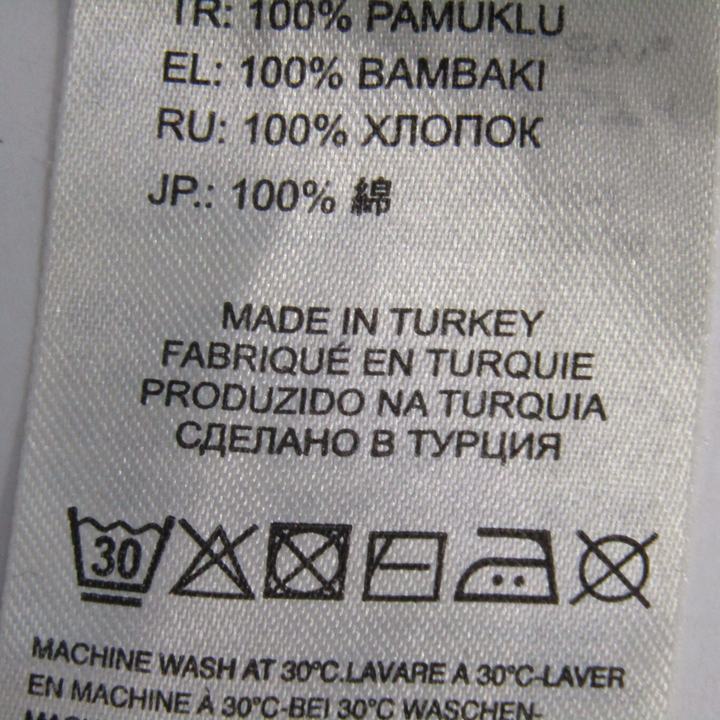 TR: 100% PAMUKLU
EL: 100% BAMBAKI
RU: 100% ХЛОПОК
JP.: 100% 綿
MADE IN TURKEY
FABRIQUÉ EN TURQUIE
PRODUZIDO NA TURQUIA
СДЕЛАНО В ТУРЦИЯ
30
MACHINE WASH AT 30°C.LAVARE A 30°C-LAVER
EN MACHINE À 30°C-BEI 30°C WASCHEN-